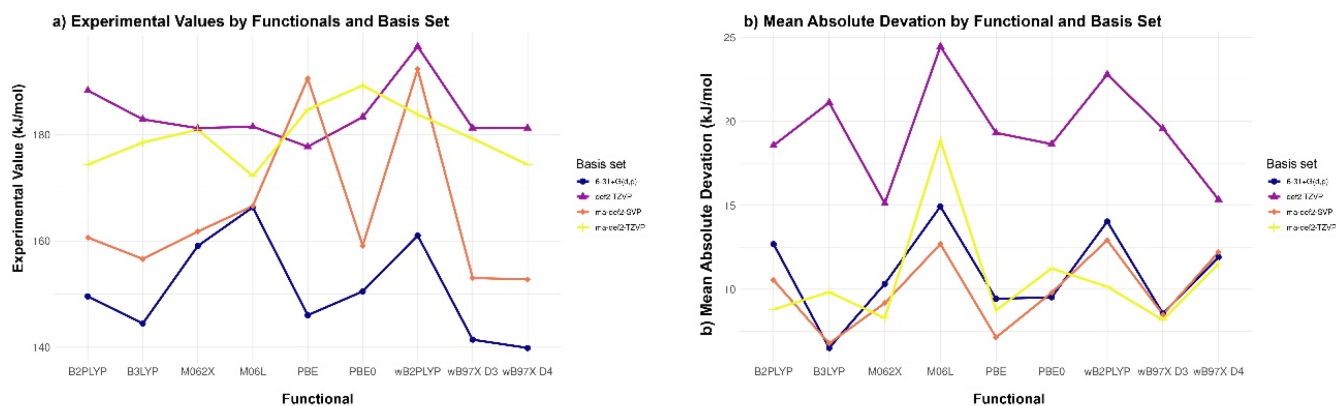 a) Experimental Values by Functionals and Basis Set
Experimental Value (kJ/mol)
180
160
140
B2PLYP B3LYP M062X M06L PBE PBE0 wB2PLYP wB97X D3 wB97X D4
Functional
Basis set
6-31+G(d,p)
def2-TZVP
ma-def2-SVP
ma-def2-TZVP
b) Mean Absolute Devation by Functional and Basis Set
b) Mean Absolute Devation (kJ/mol)
25
20
15
10
B2PLYP B3LYP M062X M06L PBE PBE0 wB2PLYP wB97X D3 wB97X D4
Functional
Basis set
6-31+G(d,p)
def2-TZVP
ma-def2-SVP
ma-def2-TZVP